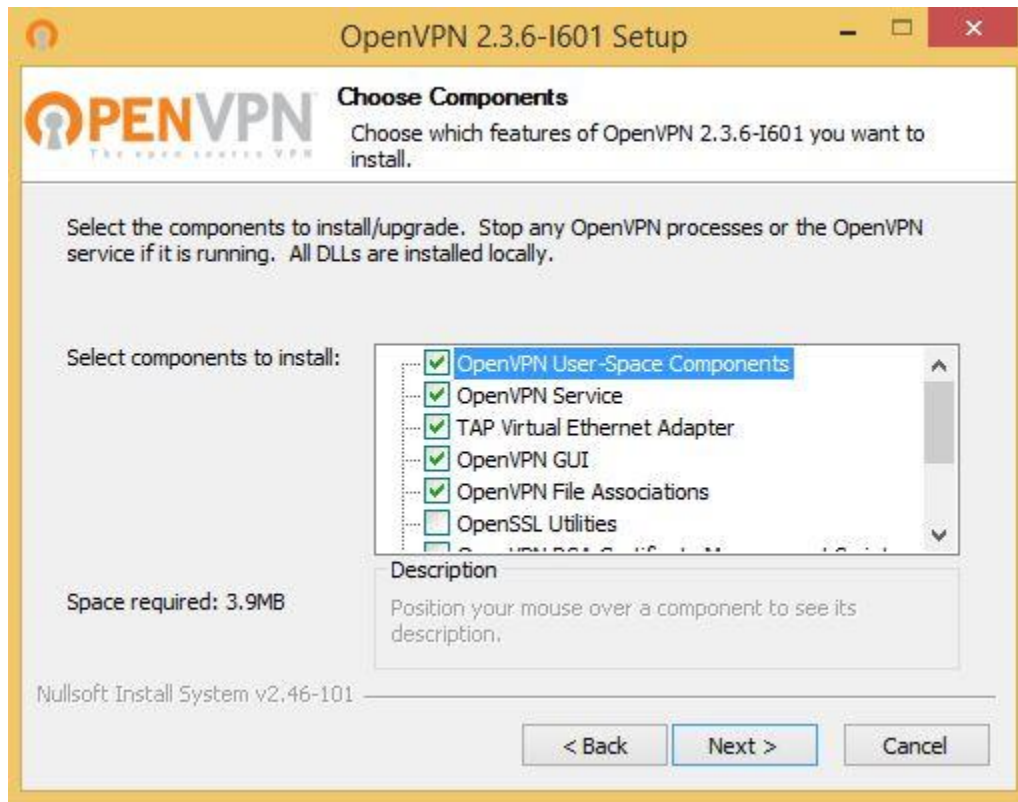 OpenVPN 2.3.6-I601 Setup
OPENVPN
The open source VPN
Choose Components
Choose which features of OpenVPN 2.3.6-I601 you want to
install.
Select the components to install/upgrade.  Stop any OpenVPN processes or the OpenVPN
service if it is running.  All DLLs are installed locally.
Select components to install:
OpenVPN User-Space Components
OpenVPN Service
TAP Virtual Ethernet Adapter
OpenVPN GUI
OpenVPN File Associations
OpenSSL Utilities
Space required: 3.9MB
Description
Position your mouse over a component to see its
description.
Nullsoft Install System v2.46-101
< Back
Next >
Cancel